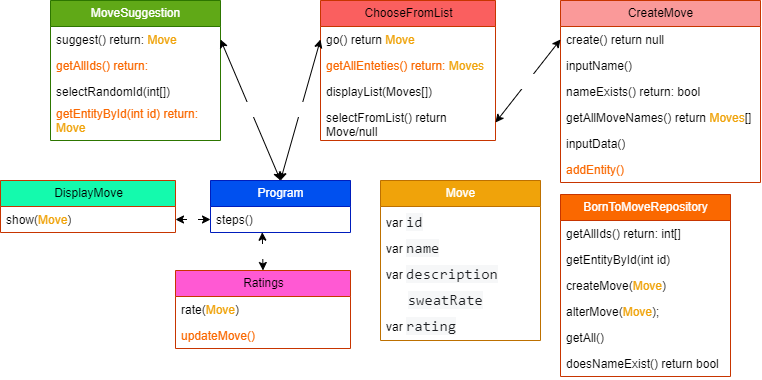 MoveSuggestion
suggest() return: Move
getAllIds() return:
selectRandomId(int[])
getEntityById(int id) return:
Move
ChooseFromList
go() return Move
getAllEnteties() return: Moves
displayList(Moves[])
selectFromList() return
Move/null
CreateMove
create() return null
inputName()
nameExists() return: bool
getAllMoveNames() return Moves[]
inputData()
addEntity()
DisplayMove
show(Move)
Program
steps()
Ratings
rate(Move)
updateMove()
Move
var id
var name
var description
sweatRate
var rating
BornToMoveRepository
getAllIds() return: int[]
getEntityById(int id)
createMove(Move)
alterMove(Move);
getAll()
doesNameExist() return bool